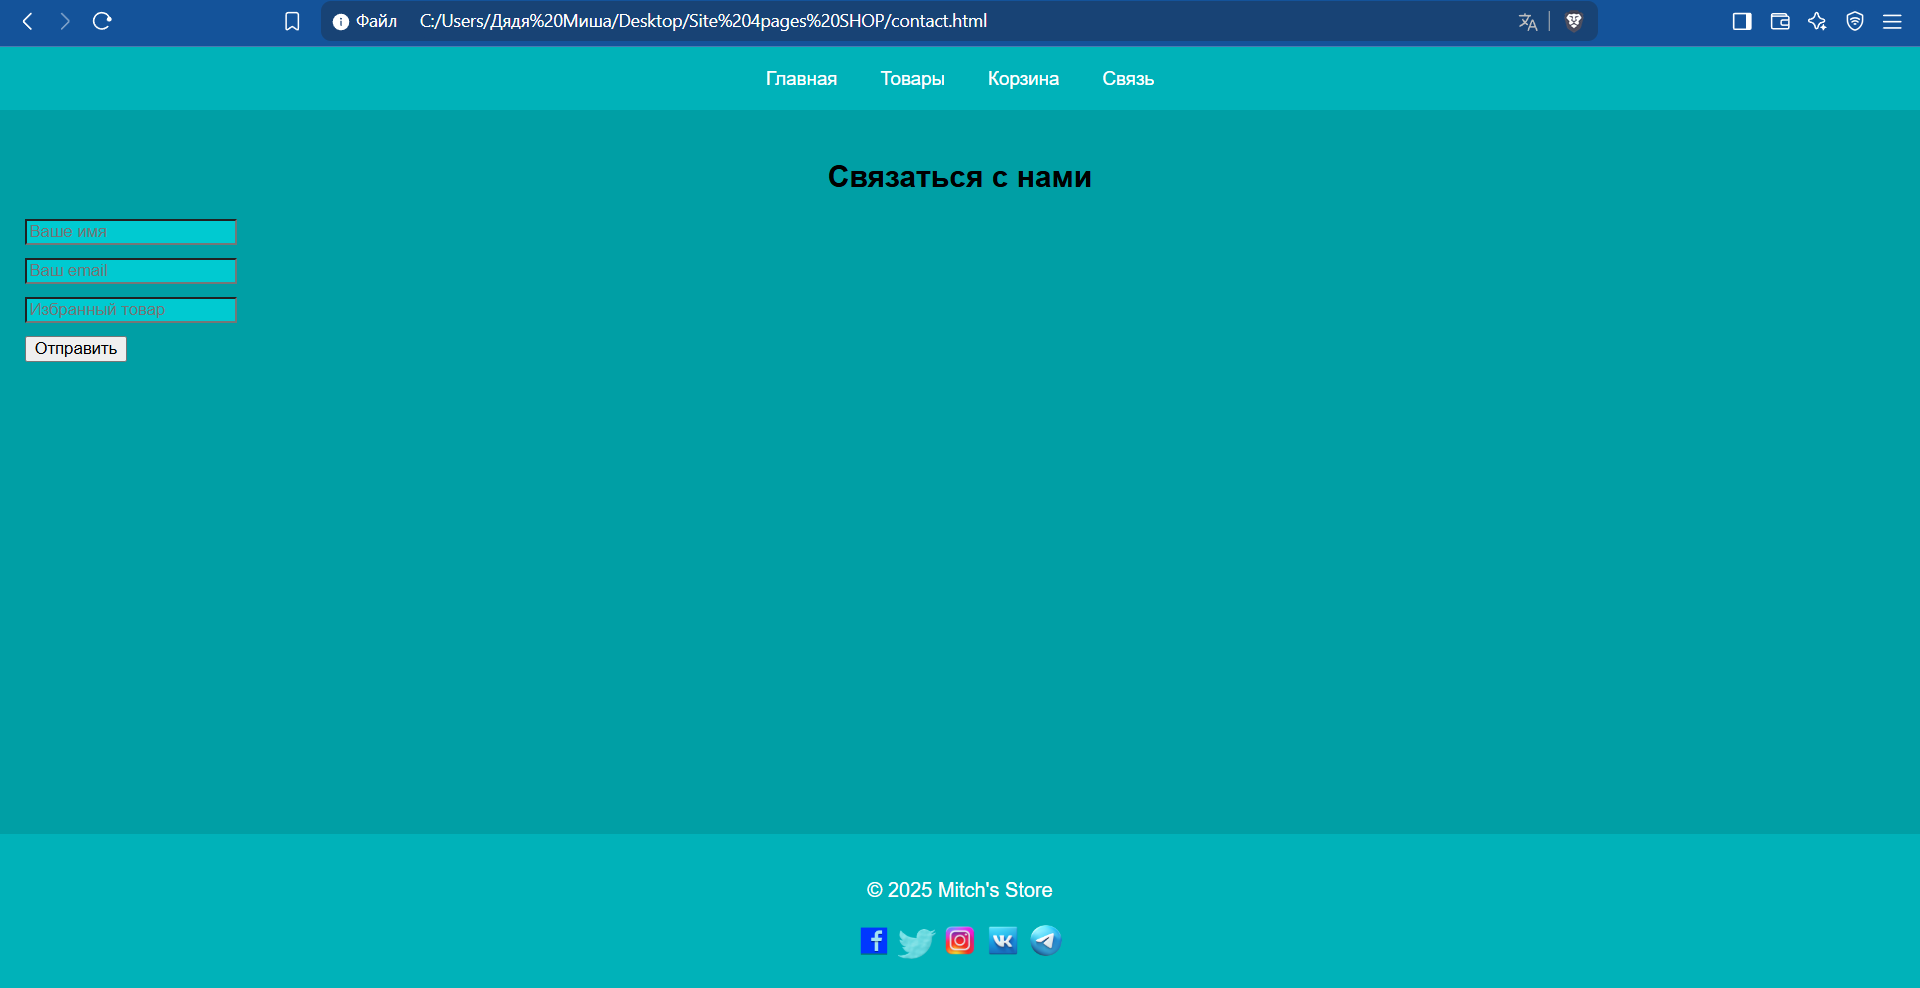 Файл C:/Users/Дядя%20Миша/Desktop/Site%204pages%20SHOP/contact.html
Главная Товары Корзина Связь
Связаться с нами
Ваше имя
Ваш email
Избранный товар
Отправить
© 2025 Mitch's Store